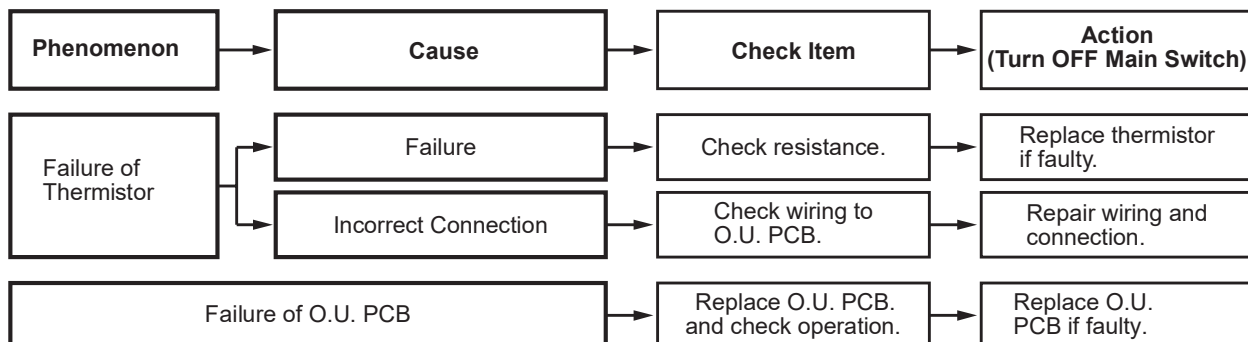 Phenomenon
Cause
Check Item
Action
(Turn OFF Main Switch)
Failure of
Thermistor
Failure
Check resistance.
Replace thermistor
if faulty.
Incorrect Connection
Check wiring to
O.U. PCB.
Repair wiring and
connection.
Failure of O.U. PCB
Replace O.U. PCB.
and check operation.
Replace O.U.
PCB if faulty.